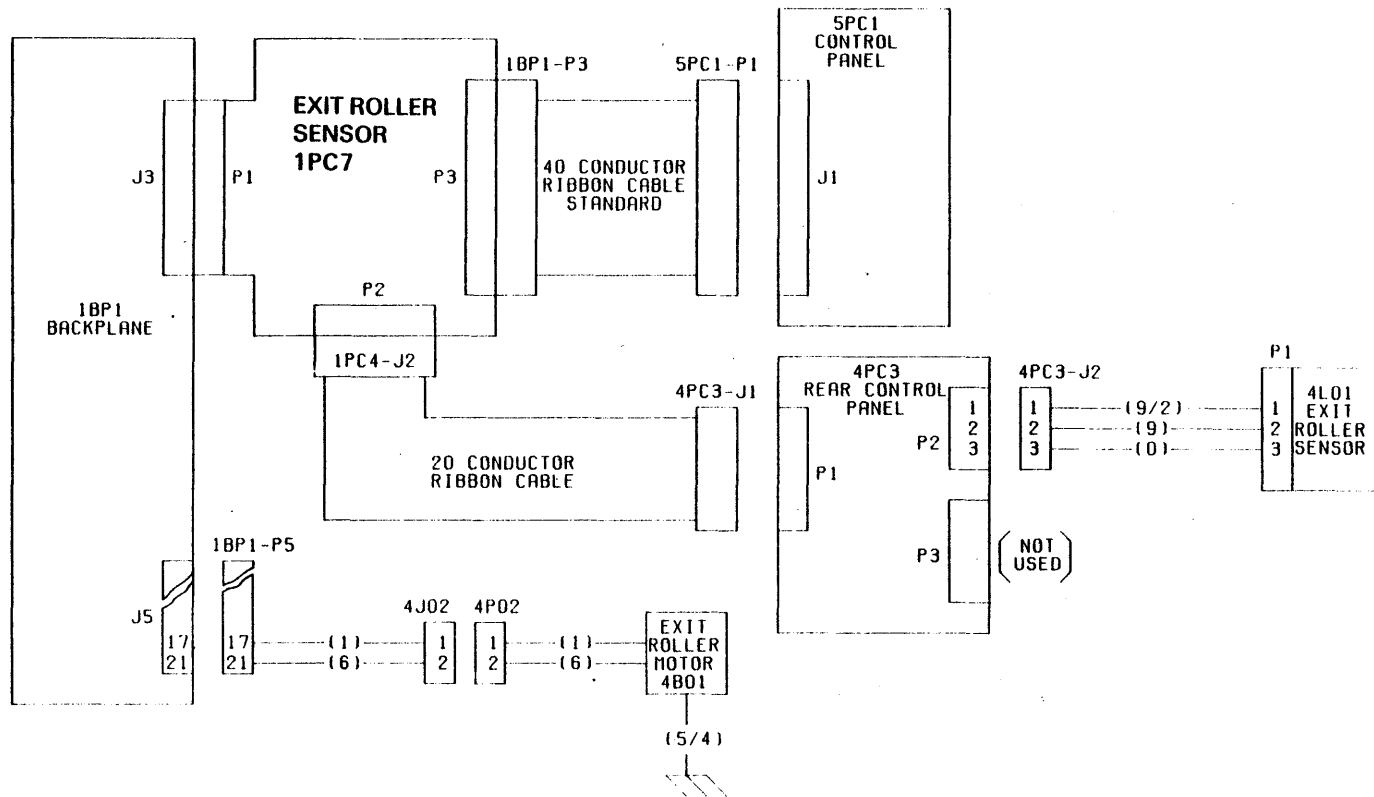 5PC1
CONTROL
PANEL
1BP1-P3
5PC1-P1
EXIT ROLLER
SENSOR
1PC7
J3
P1
P3
40 CONDUCTOR
RIBBON CABLE
STANDARD
J1
P2
1BP1
BACKPLANE
1PC4-J2
4PC3-J1
4PC3
REAR CONTROL
PANEL
4PC3-J2
P1
1
2
3
P2
1
2
3
(9/2)
(9)
(0)
1
2
3
4L01
EXIT
ROLLER
SENSOR
20 CONDUCTOR
RIBBON CABLE
P1
P3
(NOT
USED)
1BP1-P5
J5
17
21
17
21
(1)
(6)
4J02
1
2
4P02
1
2
(1)
(6)
EXIT
ROLLER
MOTOR
4B01
(5/4)